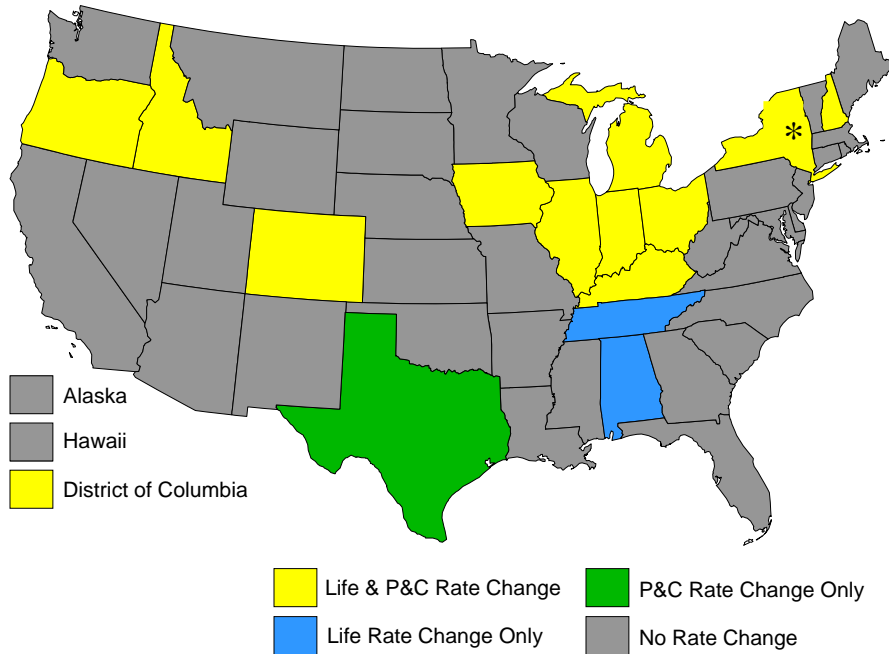 *
Alaska
Hawaii
District of Columbia
Life & P&C Rate Change
P&C Rate Change Only
Life Rate Change Only
No Rate Change